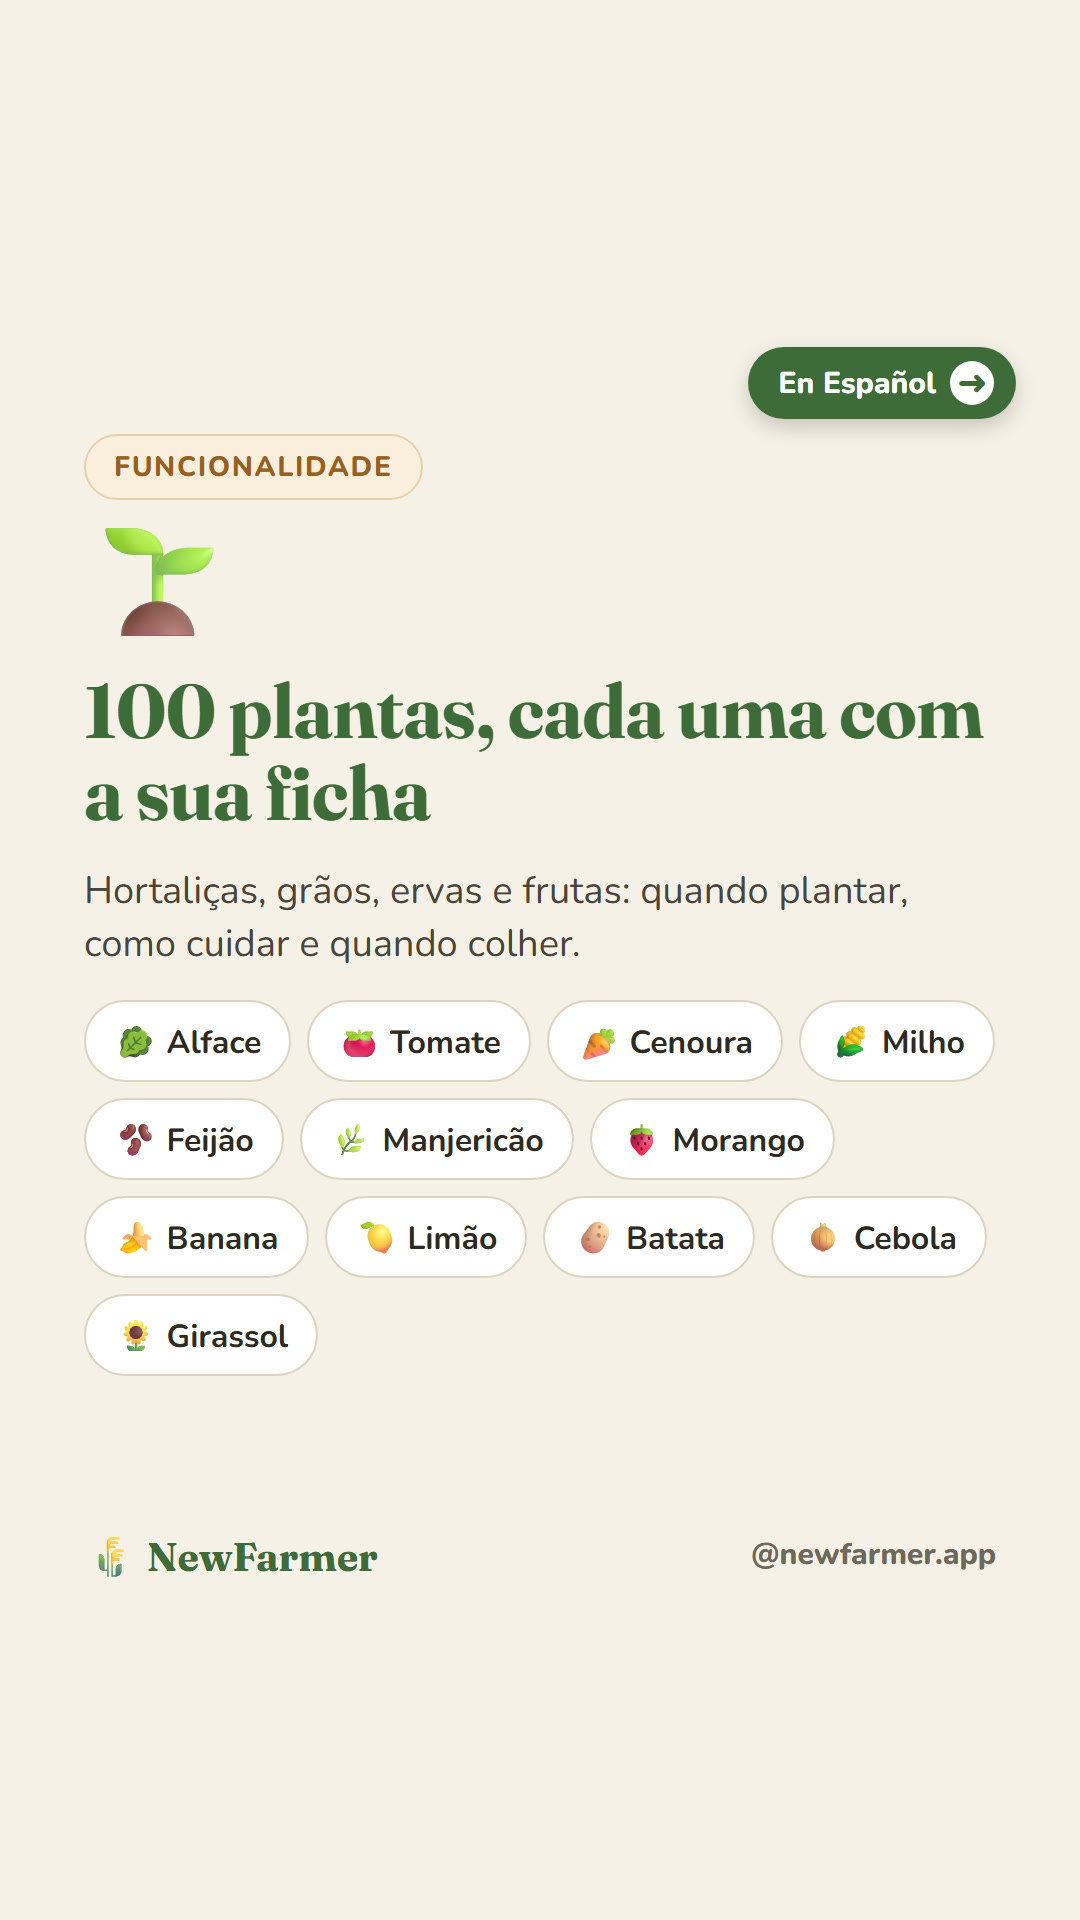 En Español
FUNCIONALIDADE
100 plantas, cada uma com
a sua ficha
Hortaliças, grãos, ervas e frutas: quando plantar,
como cuidar e quando colher.
Alface Tomate Cenoura Milho
Feijão Manjericão Morango
Banana Limão Batata Cebola
Girassol
NewFarmer @newfarmer.app